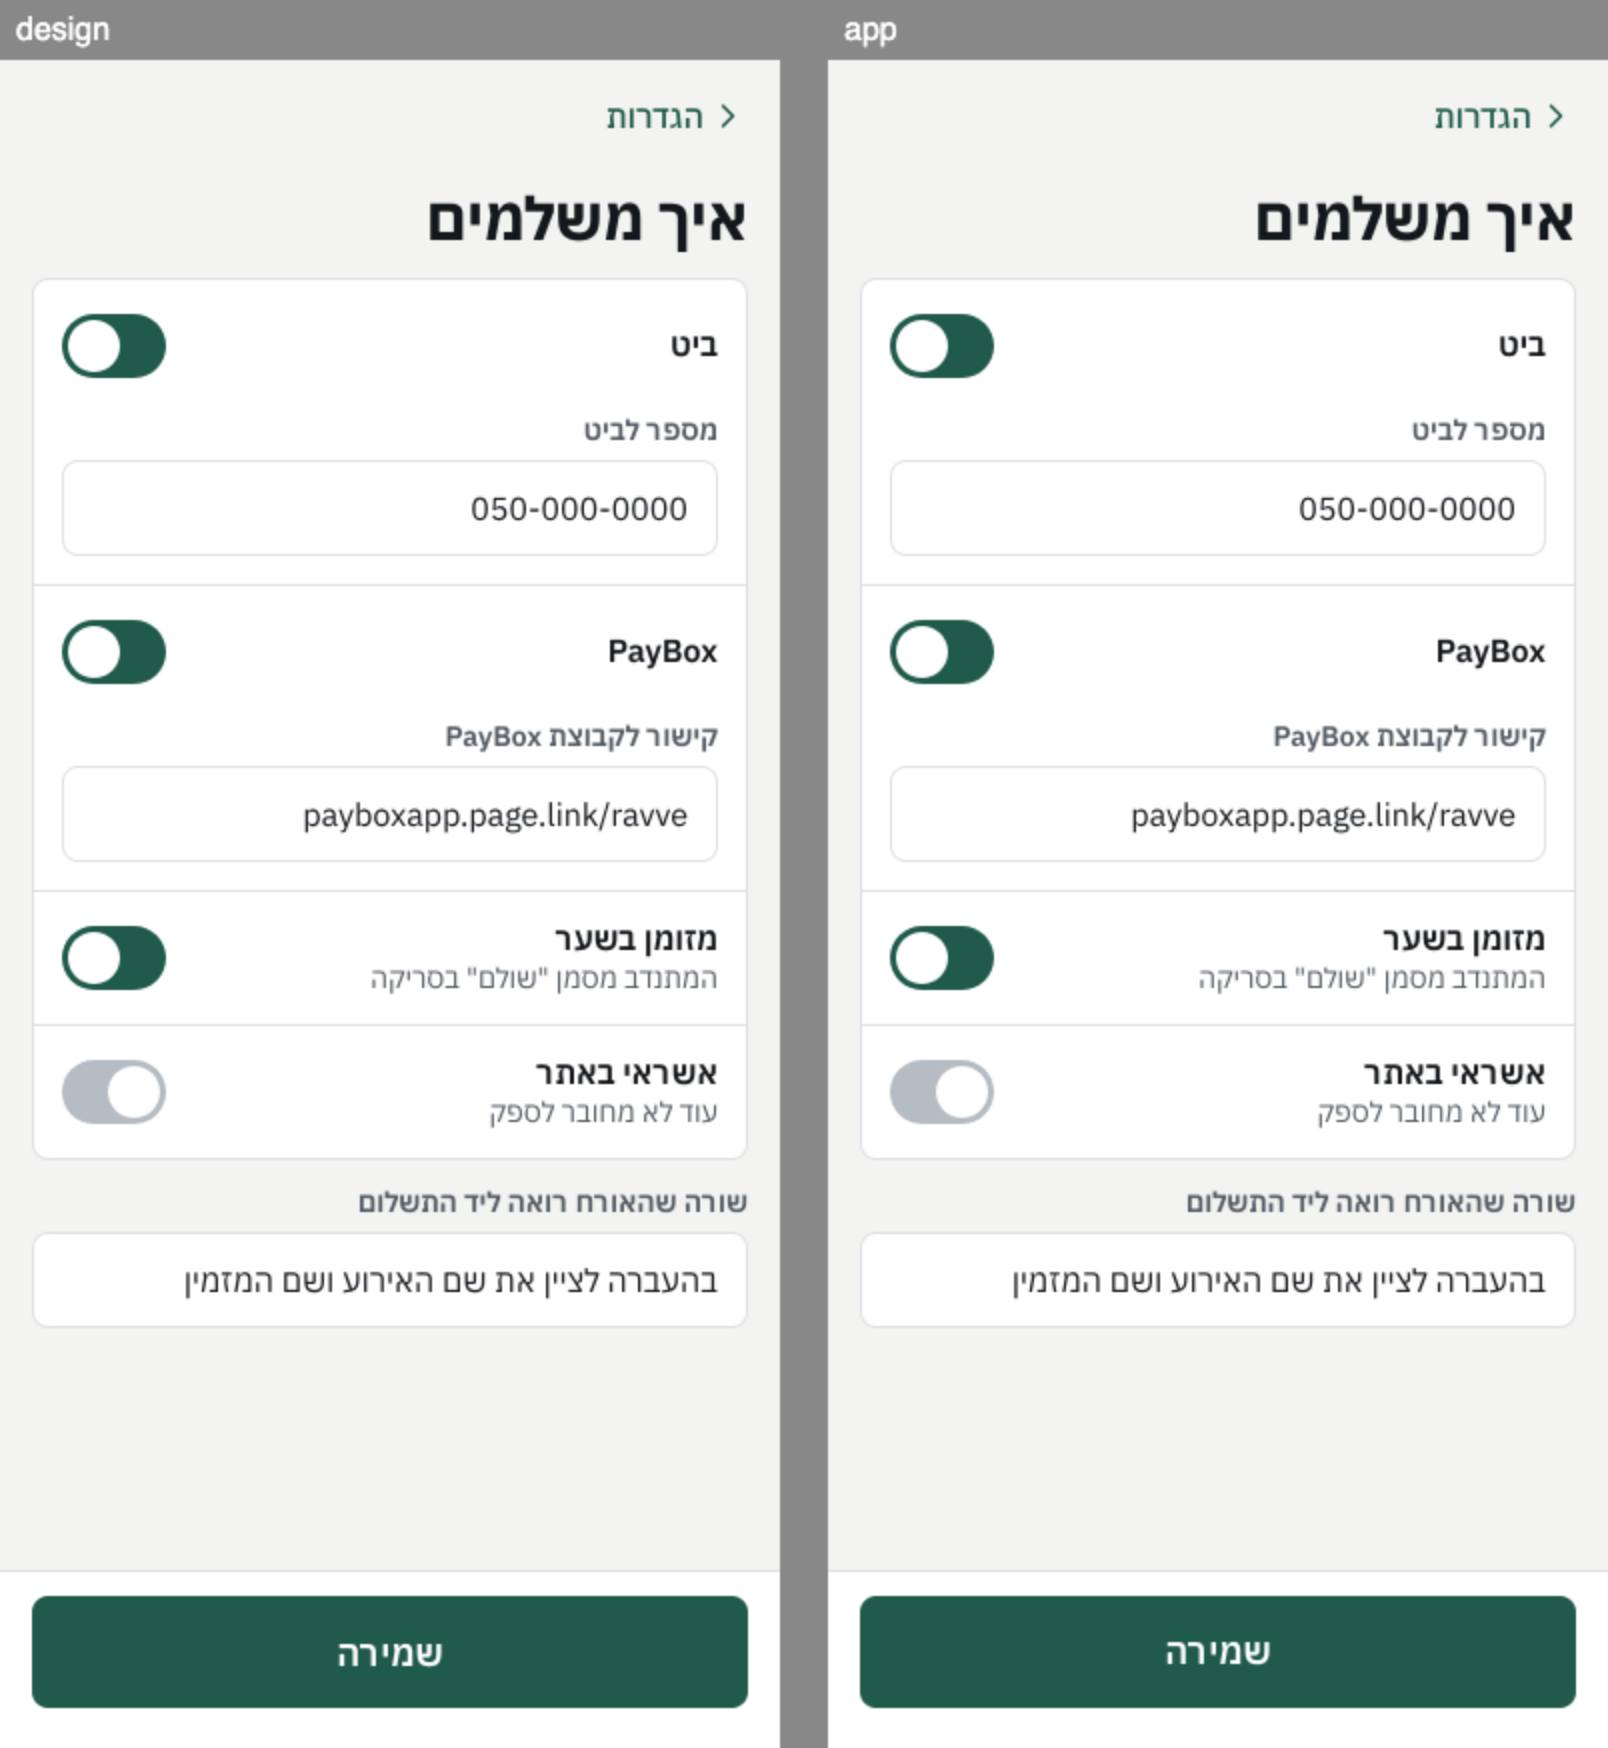 design
הגדרות
איך משלמים
ביט
מספר לביט
050-000-0000
PayBox
קישור לקבוצת PayBox
payboxapp.page.link/ravve
מזומן בשער
המתנדב מסמן "שולם" בסריקה
אשראי באתר
עוד לא מחובר לספק
שורה שהאורח רואה ליד התשלום
בהעברה לציין את שם האירוע ושם המזמין
שמירה
app
הגדרות
איך משלמים
ביט
מספר לביט
050-000-0000
PayBox
קישור לקבוצת PayBox
payboxapp.page.link/ravve
מזומן בשער
המתנדב מסמן "שולם" בסריקה
אשראי באתר
עוד לא מחובר לספק
שורה שהאורח רואה ליד התשלום
בהעברה לציין את שם האירוע ושם המזמין
שמירה